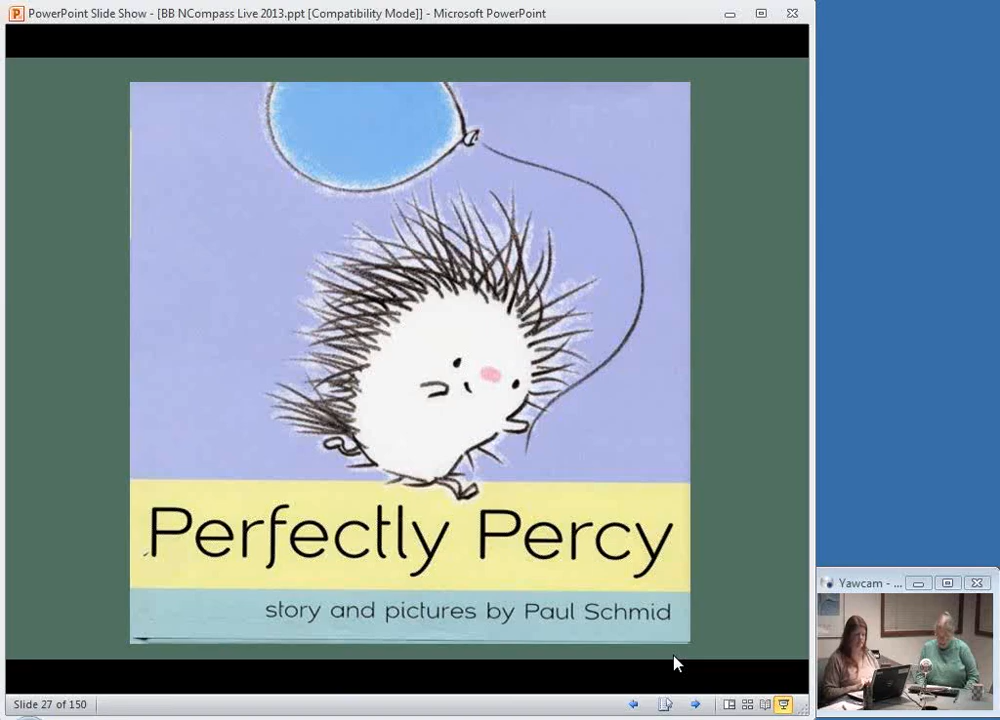 PowerPoint Slide Show - [BB NCompass Live 2013.ppt [Compatibility Mode]] - Microsoft PowerPoint
Perfectly Percy
story and pictures by Paul Schmid
Yawcam - ...
Slide 27 of 150